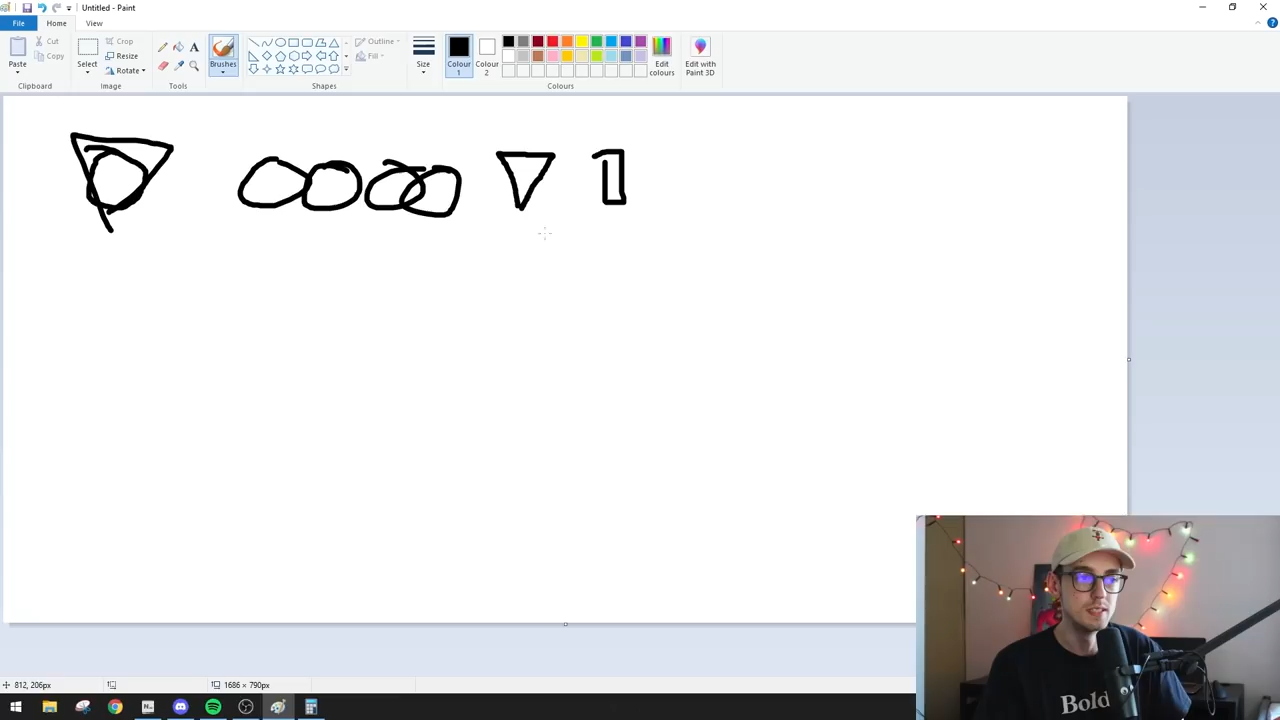 Untitled - Paint
File
Home
View
Paste
Cut
Copy
Clipboard
Select
Crop
Resize
Rotate
Image
Tools
Brushes
Shapes
Outline
Fill
Size
Colour 1
Colour 2
Edit colours
Colours
Edit with Paint 3D
Bold
812, 206px
1686 × 790px